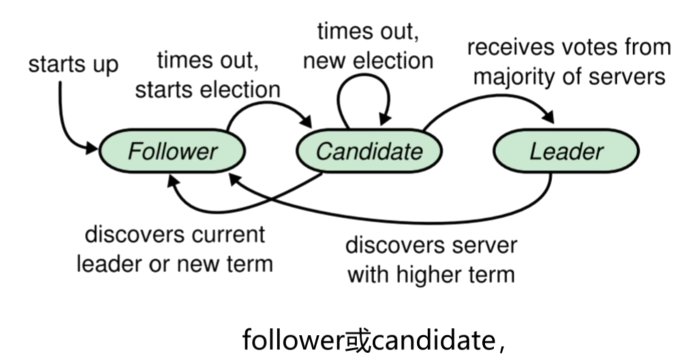 starts up
times out,
starts election
times out,
new election
receives votes from
majority of servers
Follower
Candidate
Leader
discovers current
leader or new term
discovers server
with higher term
follower或candidate,